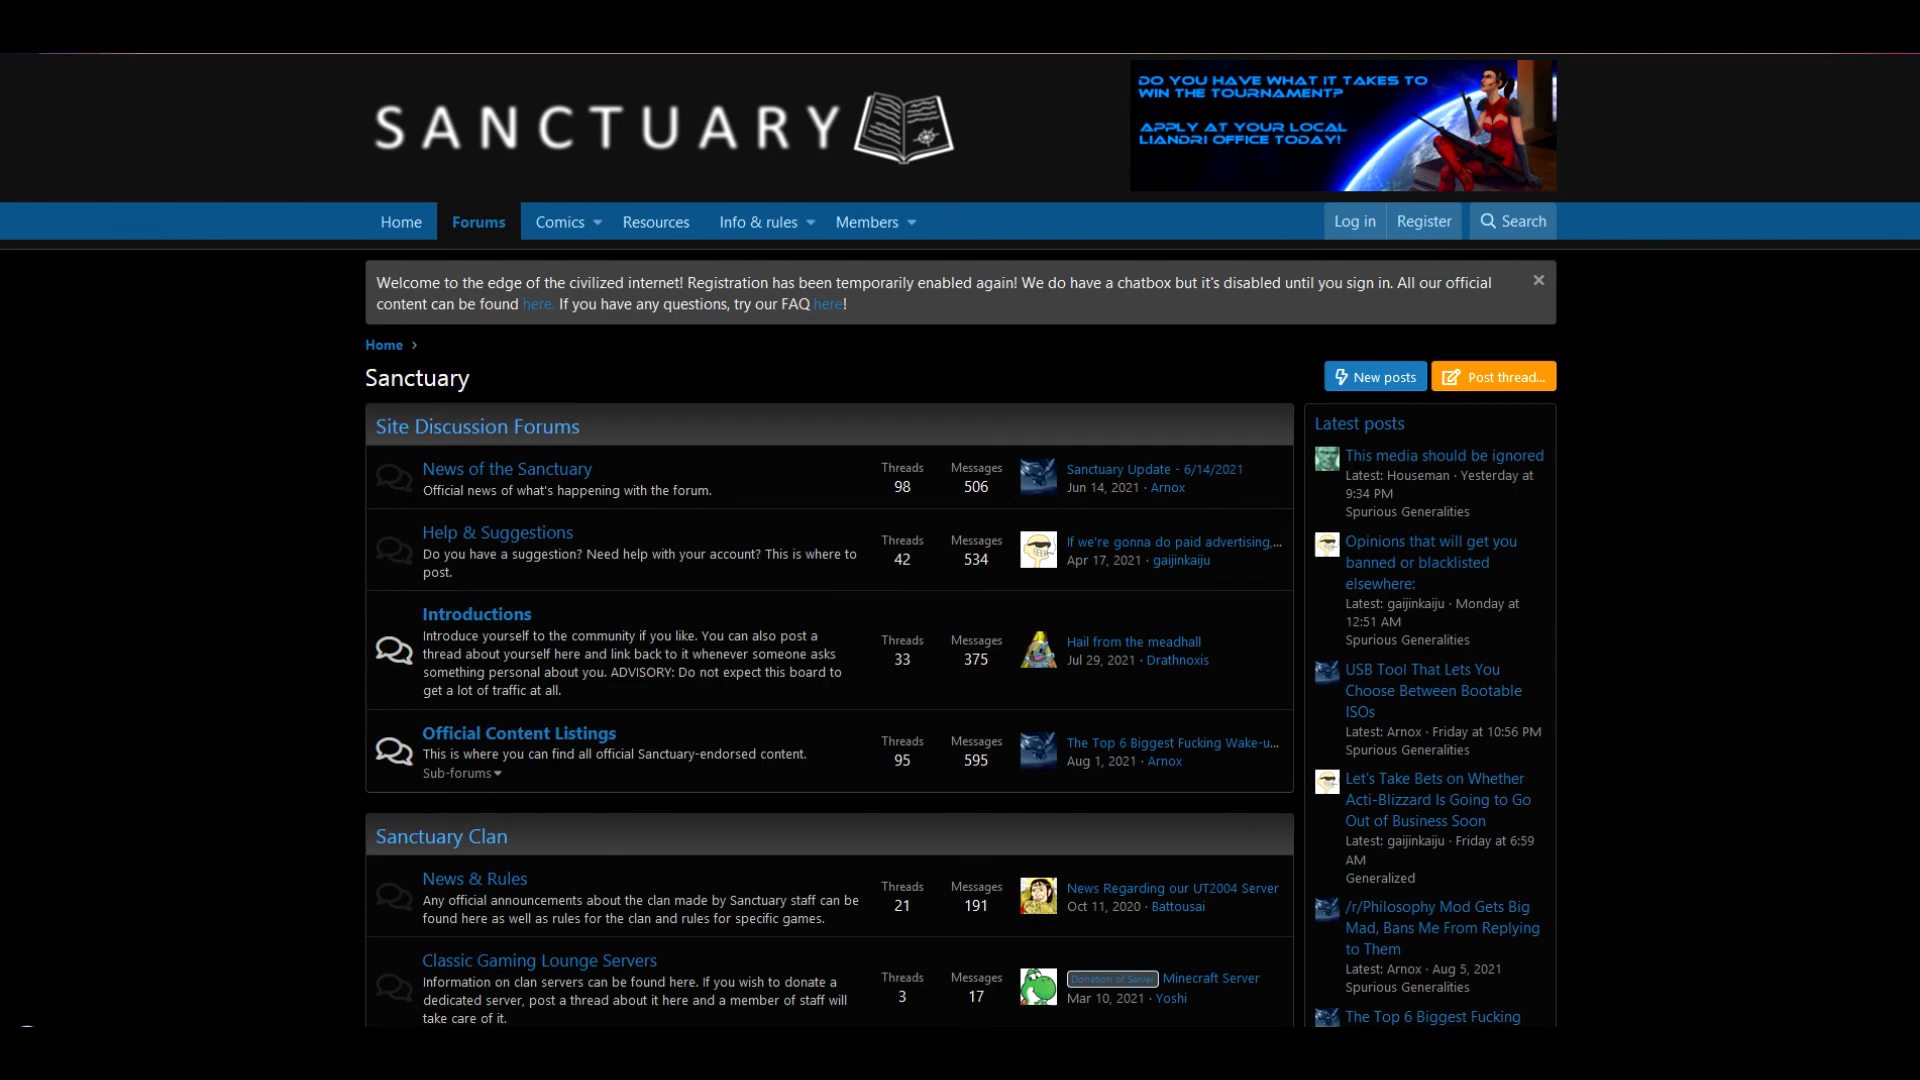 SANCTUARY
DO YOU HAVE WHAT IT TAKES TO
WIN THE TOURNAMENT?
APPLY AT YOUR LOCAL
LIANDRI OFFICE TODAY!
Home Forums Comics Resources Info & rules Members Log in Register Search
Welcome to the edge of the civilized internet! Registration has been temporarily enabled again! We do have a chatbox but it's disabled until you sign in. All our official
content can be found here. If you have any questions, try our FAQ here!
Home
Sanctuary
New posts Post thread...
Site Discussion Forums
News of the Sanctuary
Official news of what's happening with the forum.
Threads
98
Messages
506
Sanctuary Update - 6/14/2021
Jun 14, 2021 · Arnox
Help & Suggestions
Do you have a suggestion? Need help with your account? This is where to
post.
Threads
42
Messages
534
If we're gonna do paid advertising,...
Apr 17, 2021 · gaijinkaiju
Introductions
Introduce yourself to the community if you like. You can also post a
thread about yourself here and link back to it whenever someone asks
something personal about you. ADVISORY: Do not expect this board to
get a lot of traffic at all.
Threads
33
Messages
375
Hail from the meadhall
Jul 29, 2021 · Drathnoxis
Official Content Listings
This is where you can find all official Sanctuary-endorsed content.
Sub-forums
Threads
95
Messages
595
The Top 6 Biggest Fucking Wake-u...
Aug 1, 2021 · Arnox
Sanctuary Clan
News & Rules
Any official announcements about the clan made by Sanctuary staff can be
found here as well as rules for the clan and rules for specific games.
Threads
21
Messages
191
News Regarding our UT2004 Server
Oct 11, 2020 · Battousai
Classic Gaming Lounge Servers
Information on clan servers can be found here. If you wish to donate a
dedicated server, post a thread about it here and a member of staff will
take care of it.
Threads
3
Messages
17
Donation of Server Minecraft Server
Mar 10, 2021 · Yoshi
Latest posts
This media should be ignored
Latest: Houseman · Yesterday at
9:34 PM
Spurious Generalities
Opinions that will get you
banned or blacklisted
elsewhere:
Latest: gaijinkaiju · Monday at
12:51 AM
Spurious Generalities
USB Tool That Lets You
Choose Between Bootable
ISOs
Latest: Arnox · Friday at 10:56 PM
Spurious Generalities
Let's Take Bets on Whether
Acti-Blizzard Is Going to Go
Out of Business Soon
Latest: gaijinkaiju · Friday at 6:59
AM
Generalized
/r/Philosophy Mod Gets Big
Mad, Bans Me From Replying
to Them
Latest: Arnox · Aug 5, 2021
Spurious Generalities
The Top 6 Biggest Fucking